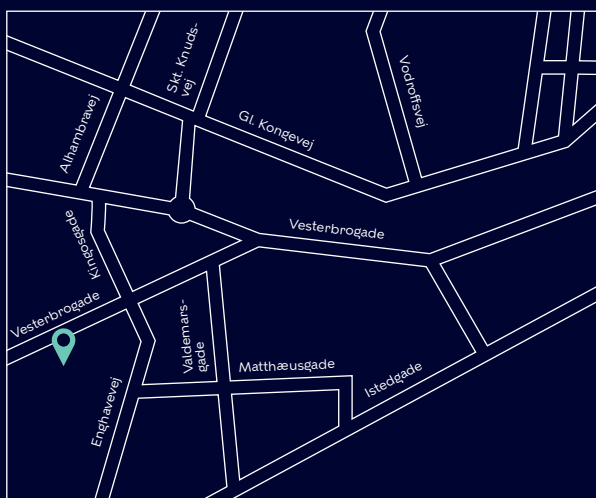 Skt. Knuds-
vej
Vodroffsvej
Alhambravej
Gl. Kongevej
Vesterbrogade
Kingosgade
Vesterbrogade
Valdemars-
gade
Matthæusgade
Istedgade
Enghavevej